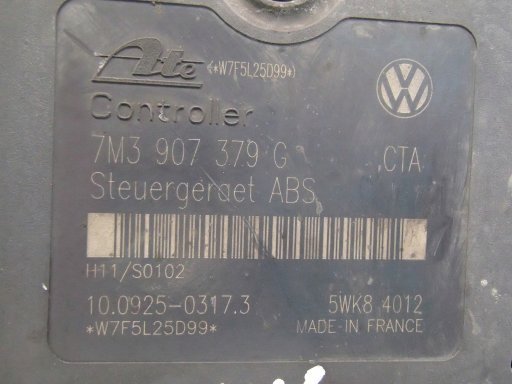 Ate (*W7F5L25D99*)
Controller
7M3 907 379 G CTA
Steuergeraet ABS
H11/S0102
10.0925-0317.3 5WK8 4012
*W7F5L25D99* MADE IN FRANCE